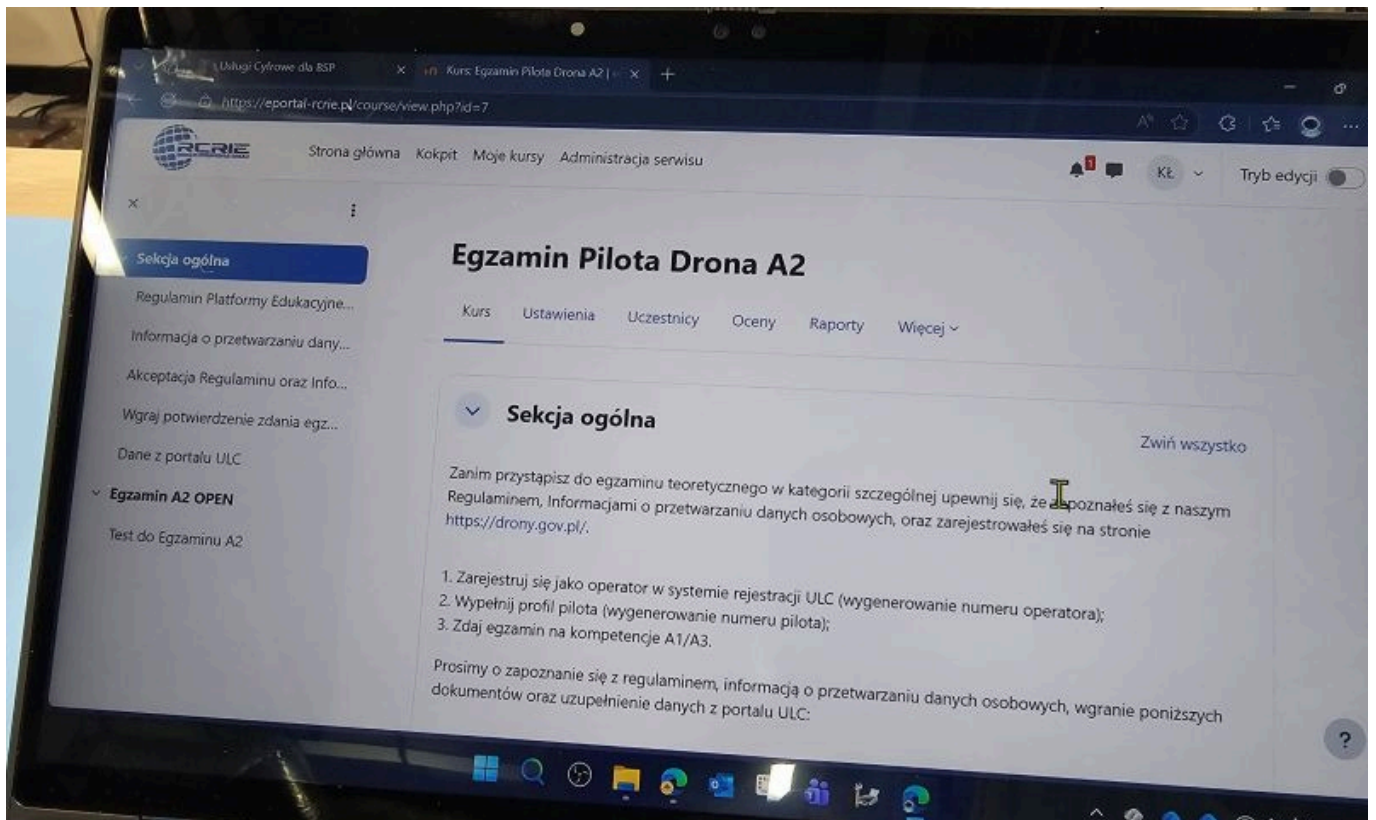 Usługi Cyfrowe dla BSP
Kurs: Egzamin Pilota Drona A2 |
https://eportal-rcrie.pl/course/view.php?id=7
RCRIE
Strona główna Kokpit Moje kursy Administracja serwisu
1
KŁ
Tryb edycji
Sekcja ogólna
Regulamin Platformy Edukacyjne...
Informacja o przetwarzaniu dany...
Akceptacja Regulaminu oraz Info...
Wgraj potwierdzenie zdania egz...
Dane z portalu ULC
Egzamin A2 OPEN
Test do Egzaminu A2
Egzamin Pilota Drona A2
Kurs Ustawienia Uczestnicy Oceny Raporty Więcej
Sekcja ogólna
Zwiń wszystko
Zanim przystąpisz do egzaminu teoretycznego w kategorii szczególnej upewnij się, że zapoznałeś się z naszym
Regulaminem, Informacjami o przetwarzaniu danych osobowych, oraz zarejestrowałeś się na stronie
https://drony.gov.pl/.
1. Zarejestruj się jako operator w systemie rejestracji ULC (wygenerowanie numeru operatora);
2. Wypełnij profil pilota (wygenerowanie numeru pilota);
3. Zdaj egzamin na kompetencje A1/A3.
Prosimy o zapoznanie się z regulaminem, informacją o przetwarzaniu danych osobowych, wgranie poniższych
dokumentów oraz uzupełnienie danych z portalu ULC:
?